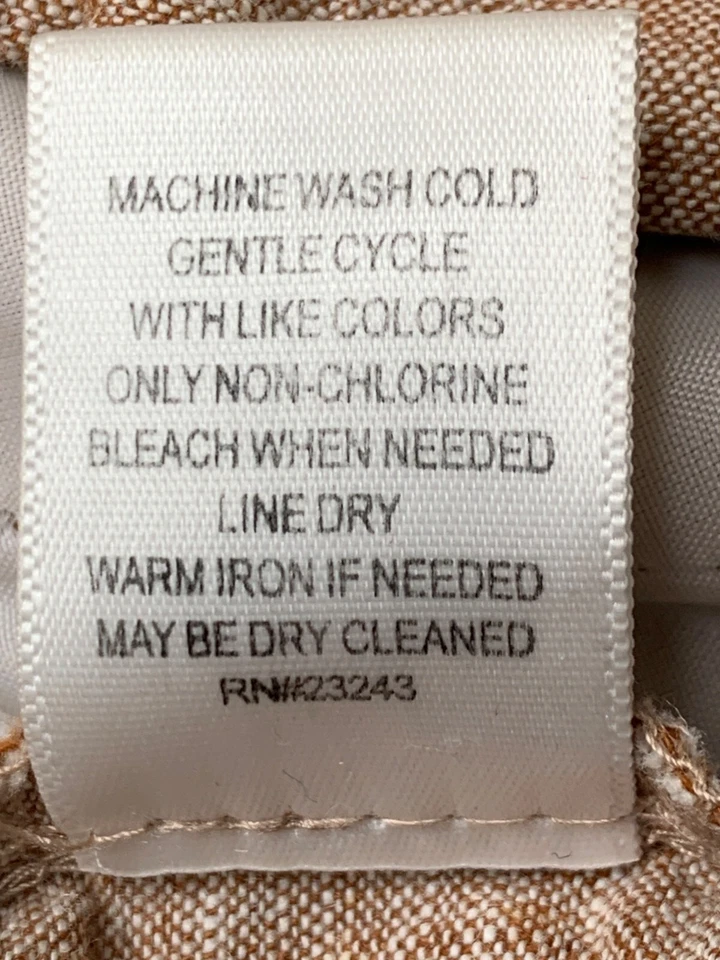 MACHINE WASH COLD
GENTLE CYCLE
WITH LIKE COLORS
ONLY NON-CHLORINE
BLEACH WHEN NEEDED
LINE DRY
WARM IRON IF NEEDED
MAY BE DRY CLEANED
RN#23243